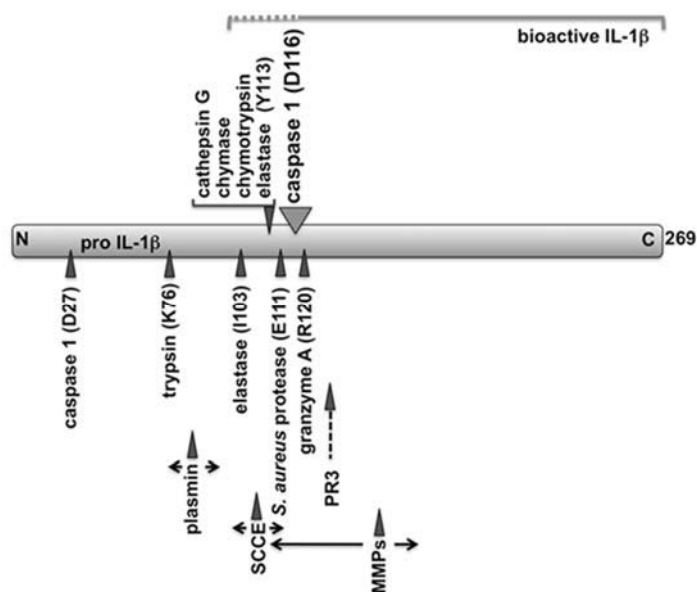 bioactive IL-1β
cathepsin G
chymase
chymotrypsin
elastase (Y113)
caspase 1 (D116)
N
pro IL-1β
C
269
caspase 1 (D27)
trypsin (K76)
elastase (I103)
S. aureus protease (E111)
granzyme A (R120)
plasmin
SCCE
PR3
MMPs